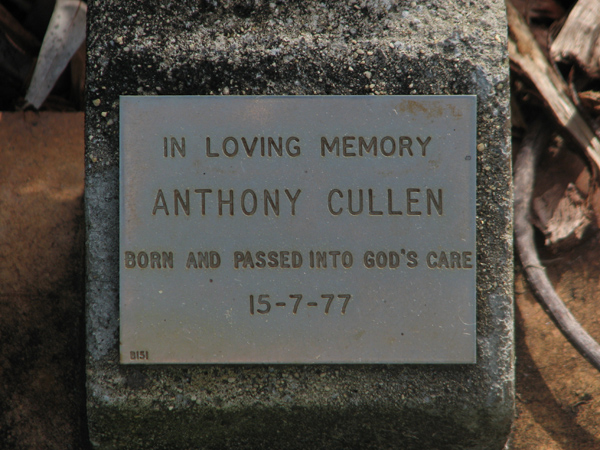 IN LOVING MEMORY
ANTHONY CULLEN
BORN AND PASSED INTO GOD'S CARE
15-7-77
8151